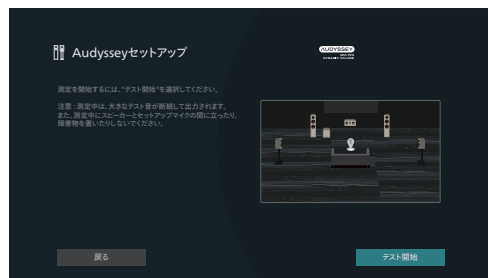 Audysseyセットアップ
AUDYSSEY
測定を開始するには、"テスト開始"を選択してください。
注意：測定中は、大きなテスト音が断続して出力されます。
また、測定中にスピーカーとセットアップマイクの間に立ったり、
障害物を置いたりしないでください。
戻る
テスト開始